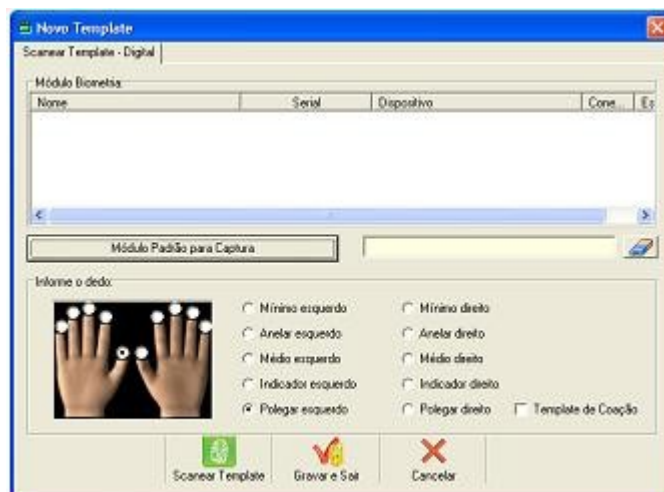 Novo Template
Scanear Template - Digital
Módulo Biometria:
Nome Serial Dispositivo Cone... Es
Módulo Padrão para Captura
Informe o dedo:
Mínimo esquerdo Mínimo direito
Anelar esquerdo Anelar direito
Médio esquerdo Médio direito
Indicador esquerdo Indicador direito
Polegar esquerdo Polegar direito Template de Coação
Scanear Template Gravar e Sair Cancelar